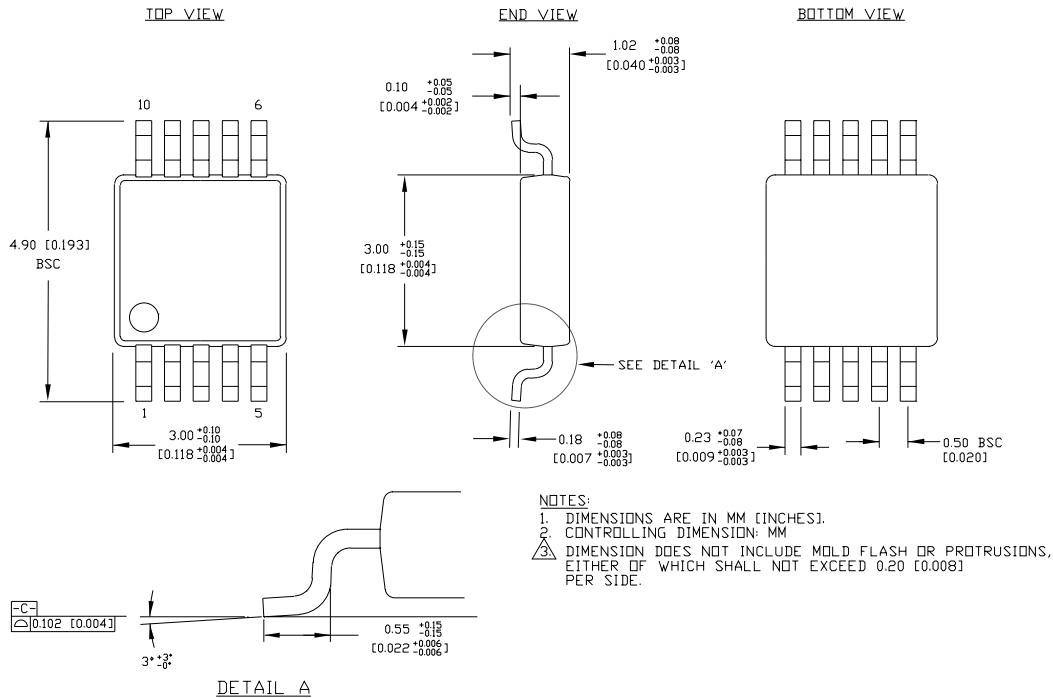 TOP VIEW
END VIEW
BOTTOM VIEW
10
6
4.90 [0.193]
BSC
1
5
3.00 +0.10 -0.10
[0.118 +0.004 -0.004]
1.02 +0.08 -0.08
[0.040 +0.003 -0.003]
0.10 +0.05 -0.05
[0.004 +0.002 -0.002]
3.00 +0.15 -0.15
[0.118 +0.004 -0.004]
SEE DETAIL 'A'
0.18 +0.08 -0.08
[0.007 +0.003 -0.003]
0.23 +0.07 -0.08
[0.009 +0.003 -0.003]
0.50 BSC
[0.020]
NOTES:
1. DIMENSIONS ARE IN MM [INCHES].
2. CONTROLLING DIMENSION: MM
3. DIMENSION DOES NOT INCLUDE MOLD FLASH OR PROTRUSIONS,
EITHER OF WHICH SHALL NOT EXCEED 0.20 [0.008]
PER SIDE.
-C-
0.102 [0.004]
3° +3° -0°
0.55 +0.15 -0.15
[0.022 +0.006 -0.006]
DETAIL A